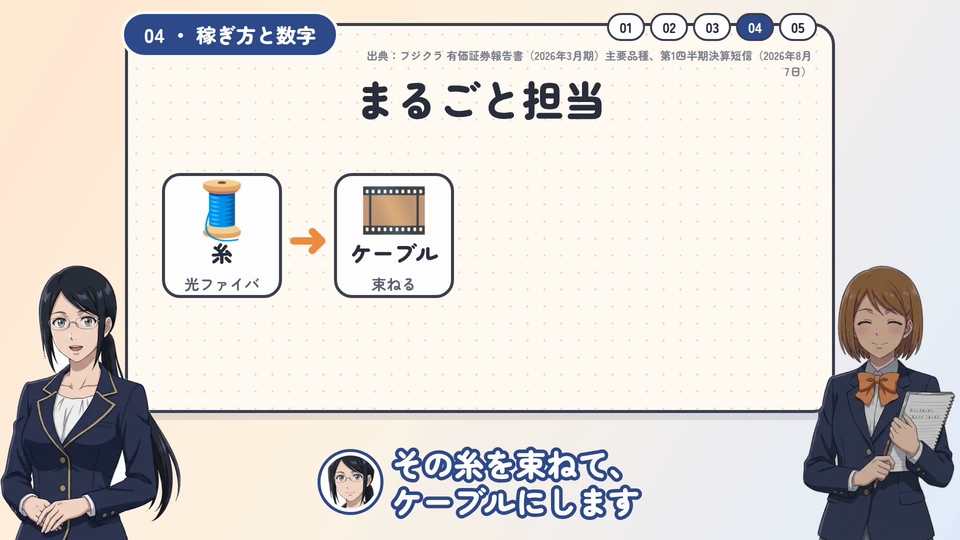 04 ・ 稼ぎ方と数字
01 02 03 04 05
出典：フジクラ 有価証券報告書（2026年3月期）主要品種、第1四半期決算短信（2026年8月
7日）
まるごと担当
糸
光ファイバ
ケーブル
束ねる
その糸を束ねて、
ケーブルにします